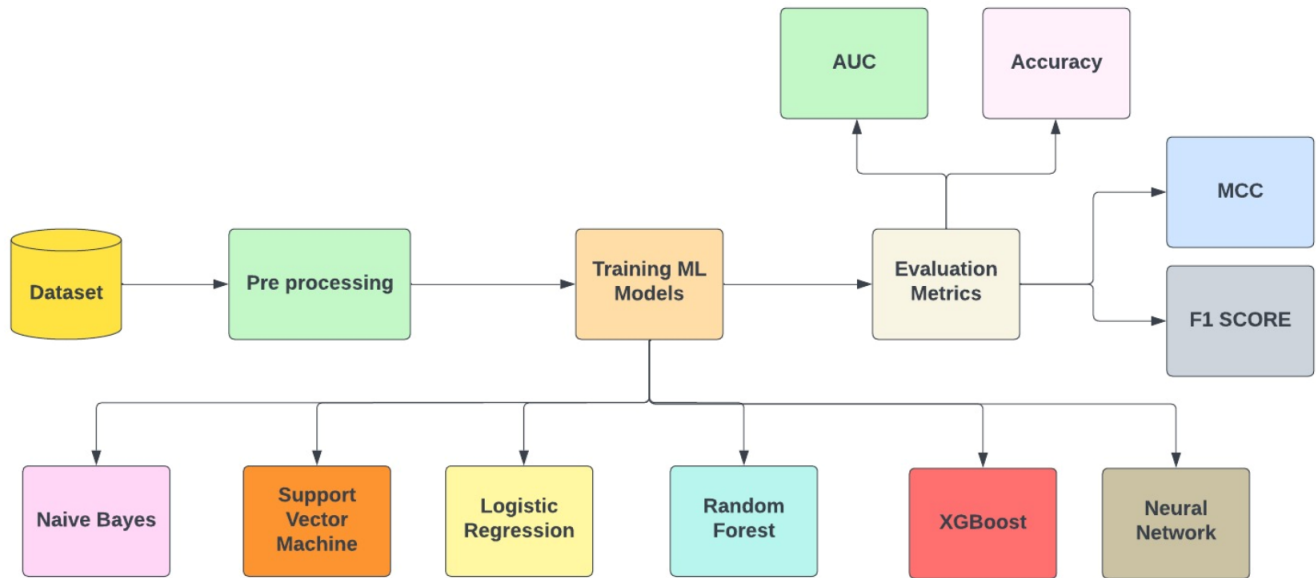 AUC
Accuracy
MCC
Dataset
Pre processing
Training ML
Models
Evaluation
Metrics
F1 SCORE
Naive Bayes
Support
Vector
Machine
Logistic
Regression
Random
Forest
XGBoost
Neural
Network